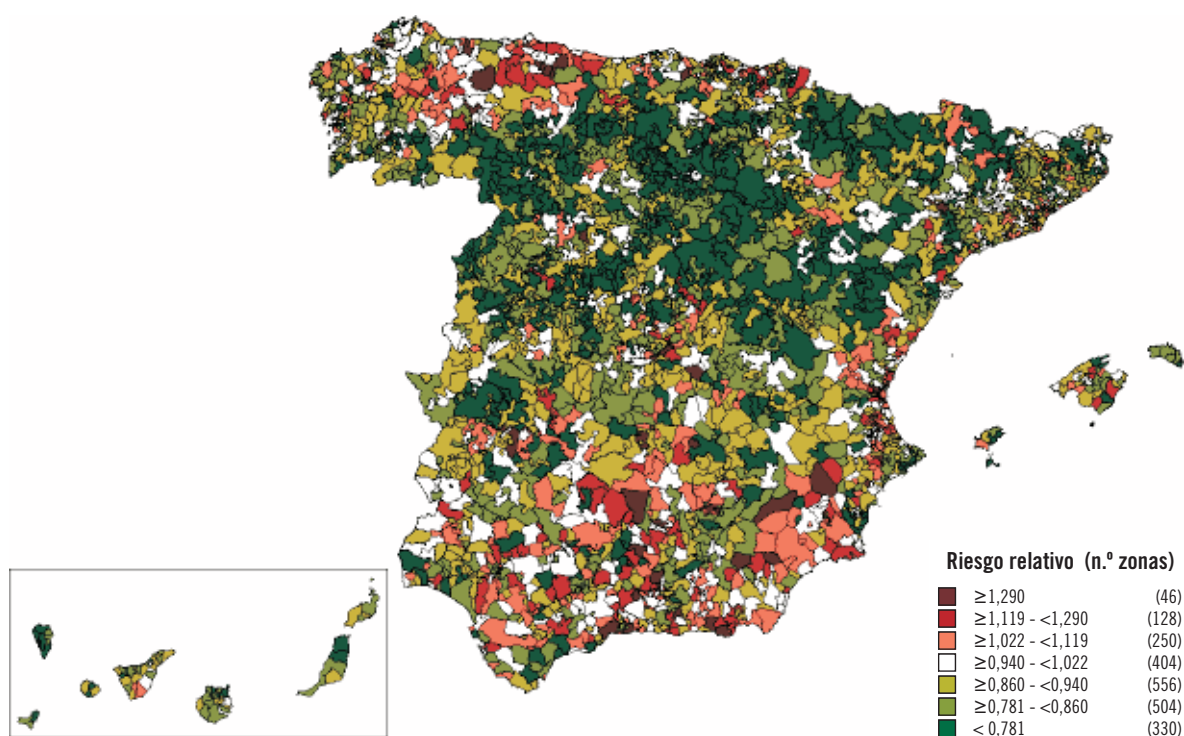 Riesgo relativo (n.º zonas)
≥1,290 (46)
≥1,119 - <1,290 (128)
≥1,022 - <1,119 (250)
≥0,940 - <1,022 (404)
≥0,860 - <0,940 (556)
≥0,781 - <0,860 (504)
< 0,781 (330)